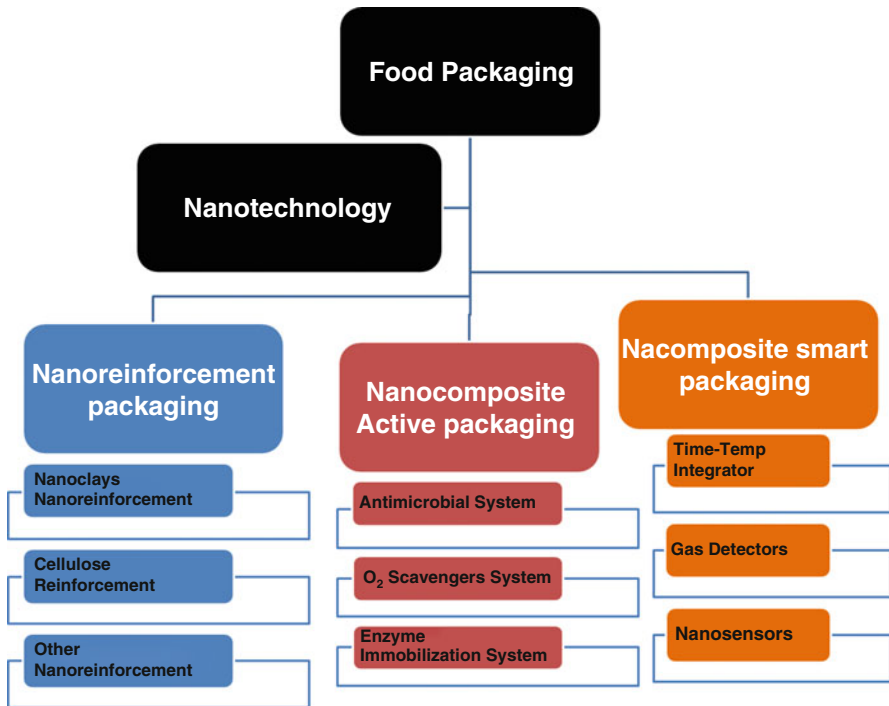 Food Packaging
Nanotechnology
Nanoreinforcement
packaging
Nanoclays
Nanoreinforcement
Cellulose
Reinforcement
Other
Nanoreinforcement
Nanocomposite
Active packaging
Antimicrobial System
O₂ Scavengers System
Enzyme
Immobilization System
Nacomposite smart
packaging
Time-Temp
Integrator
Gas Detectors
Nanosensors